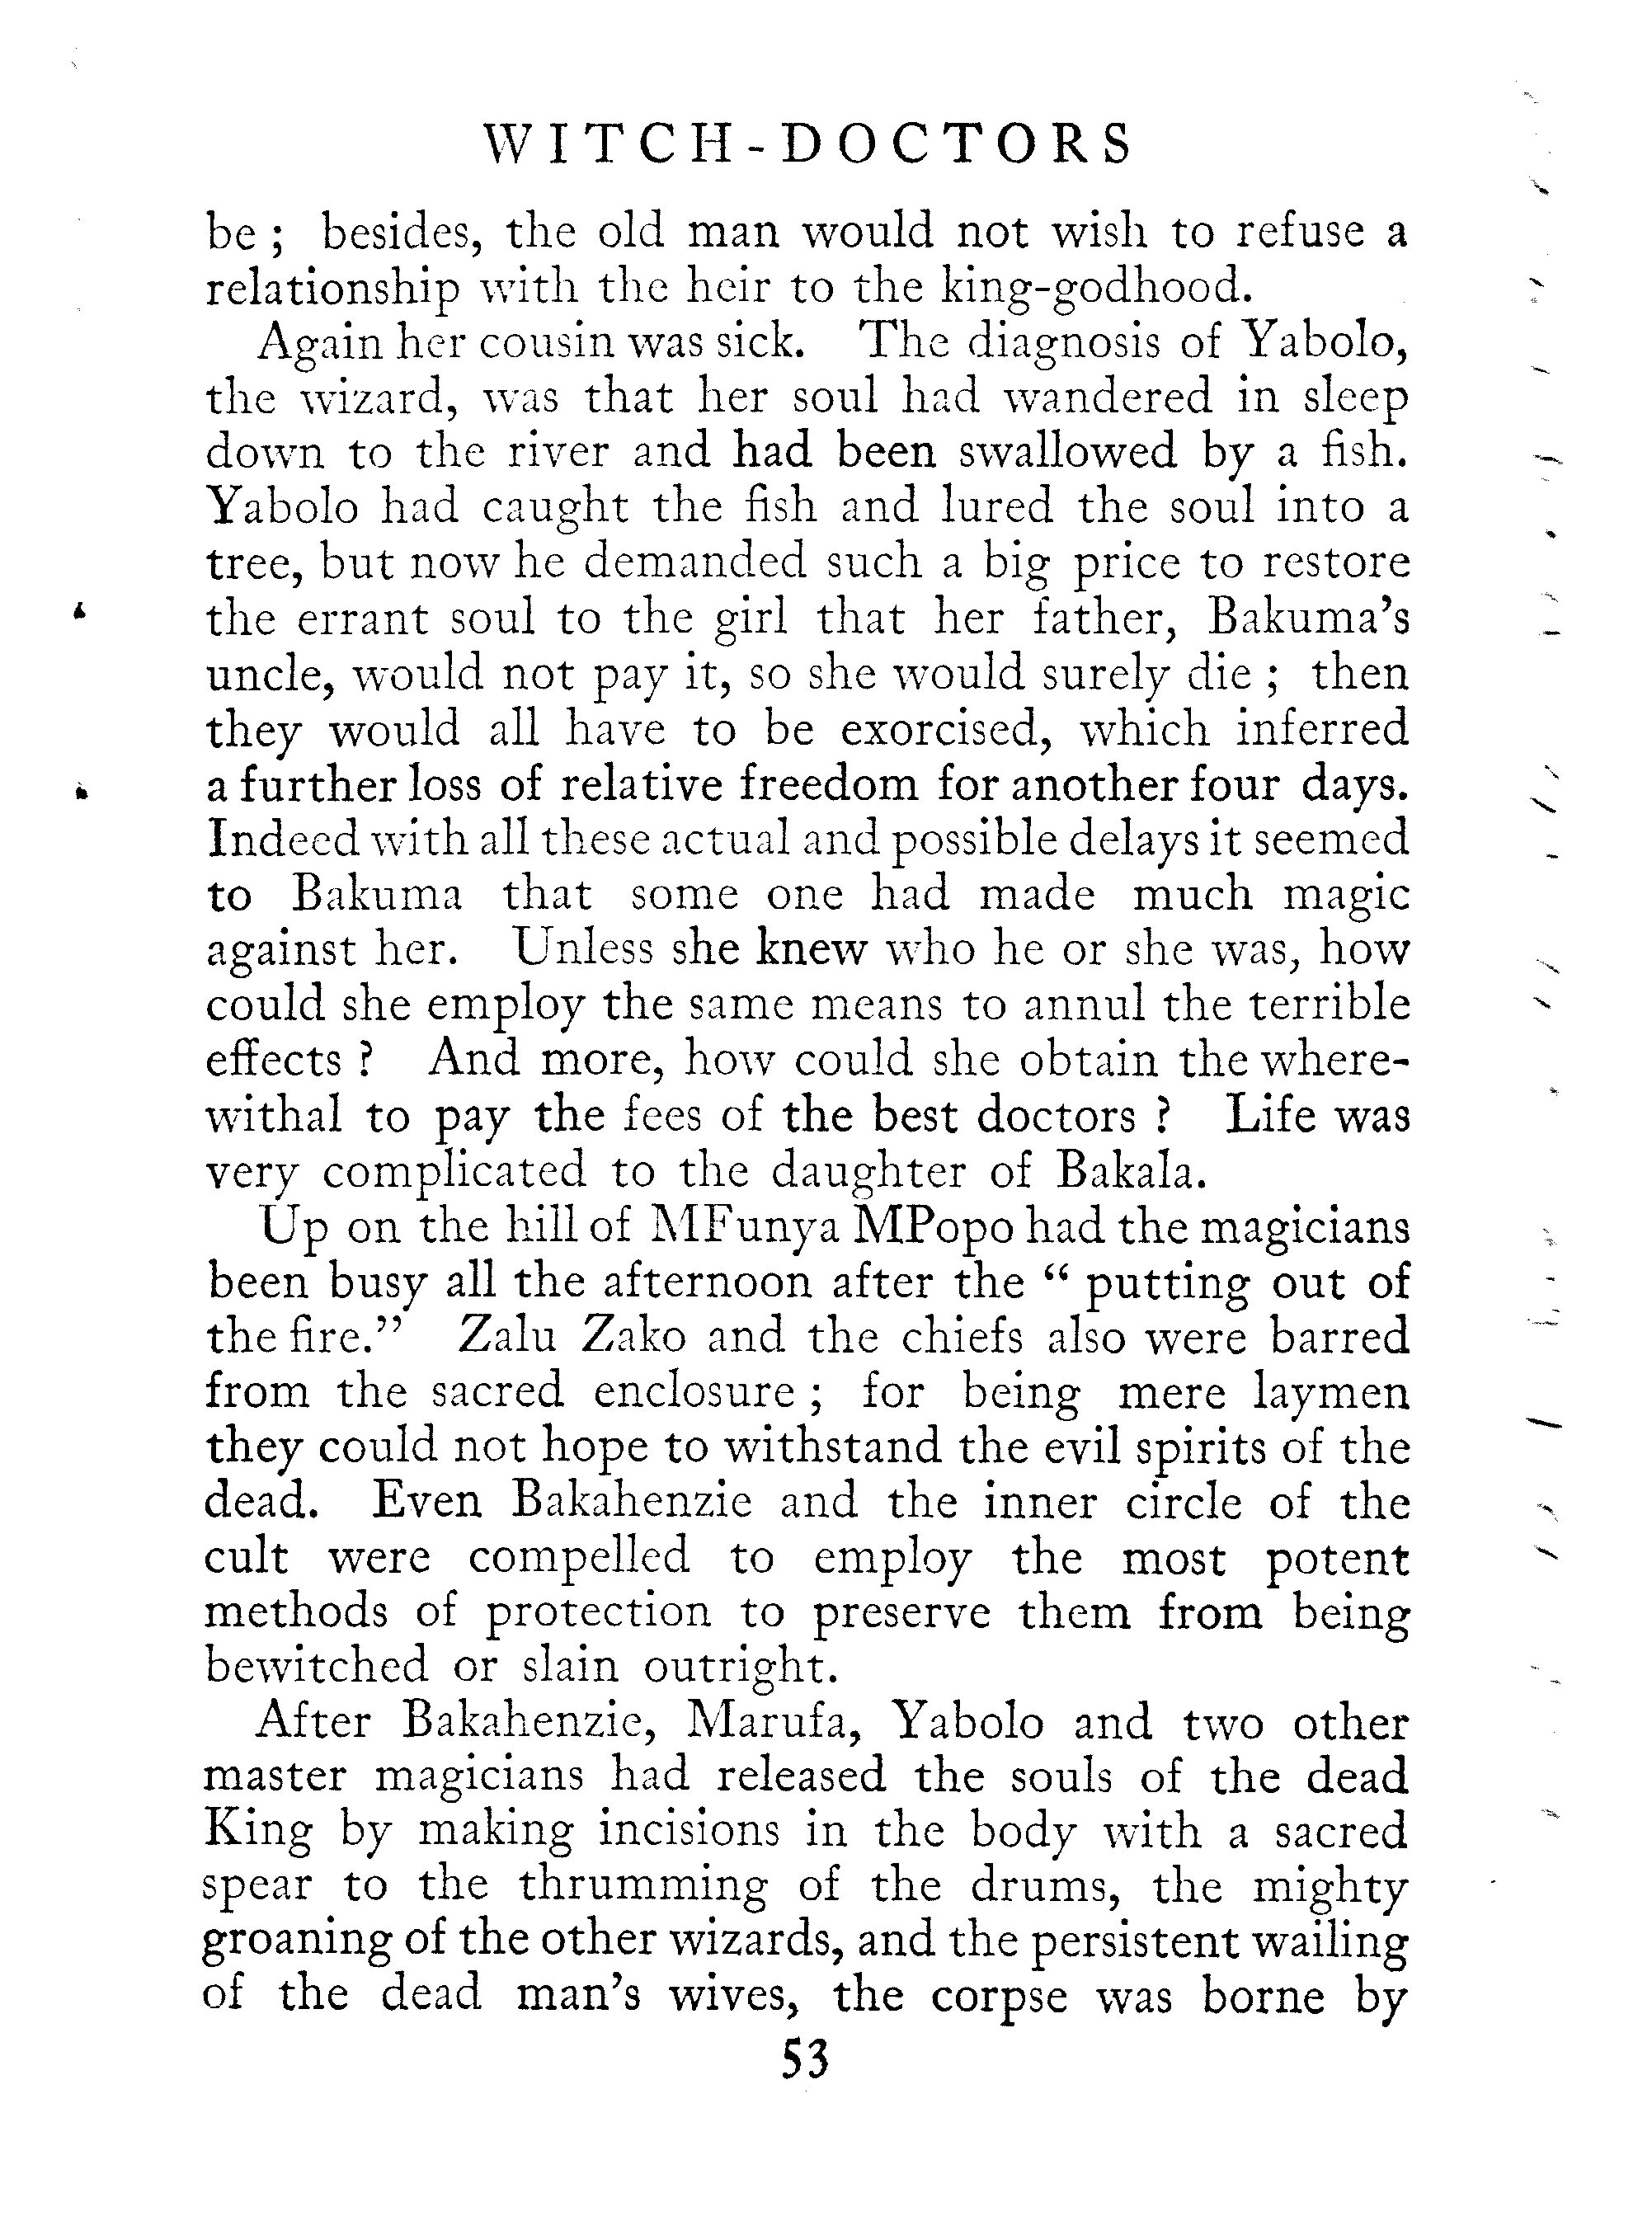 WITCH-DOCTORS
be ; besides, the old man would not wish to refuse a
relationship with the heir to the king-godhood.
Again her cousin was sick. The diagnosis of Yabolo,
the wizard, was that her soul had wandered in sleep
down to the river and had been swallowed by a fish.
Yabolo had caught the fish and lured the soul into a
tree, but now he demanded such a big price to restore
the errant soul to the girl that her father, Bakuma's
uncle, would not pay it, so she would surely die ; then
they would all have to be exorcised, which inferred
a further loss of relative freedom for another four days.
Indeed with all these actual and possible delays it seemed
to Bakuma that some one had made much magic
against her. Unless she knew who he or she was, how
could she employ the same means to annul the terrible
effects ? And more, how could she obtain the where-
withal to pay the fees of the best doctors ? Life was
very complicated to the daughter of Bakala.
Up on the hill of MFunya MPopo had the magicians
been busy all the afternoon after the “ putting out of
the fire.” Zalu Zako and the chiefs also were barred
from the sacred enclosure ; for being mere laymen
they could not hope to withstand the evil spirits of the
dead. Even Bakahenzie and the inner circle of the
cult were compelled to employ the most potent
methods of protection to preserve them from being
bewitched or slain outright.
After Bakahenzie, Marufa, Yabolo and two other
master magicians had released the souls of the dead
King by making incisions in the body with a sacred
spear to the thrumming of the drums, the mighty
groaning of the other wizards, and the persistent wailing
of the dead man's wives, the corpse was borne by
53